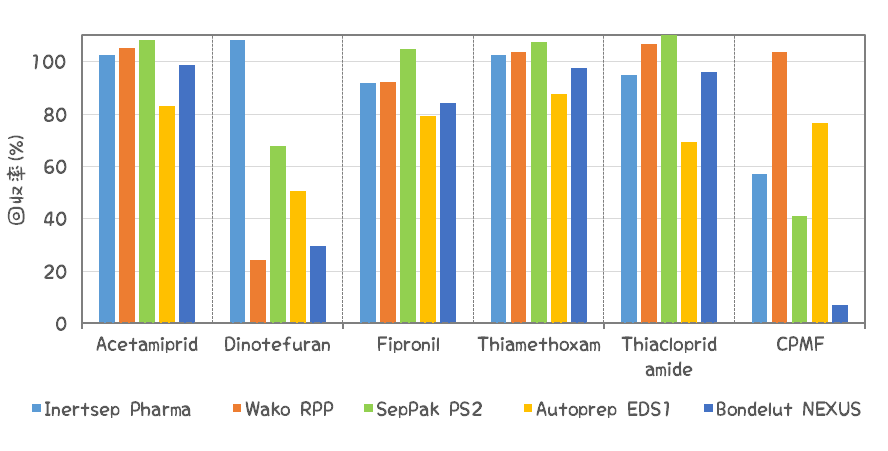 100
80
60
40
20
0
回収率(%)
Acetamiprid Dinotefuran Fipronil Thiamethoxam Thiacloprid CPMF
amide
Inertsep Pharma Wako RPP SepPak PS2 Autoprep EDS1 Bondelut NEXUS